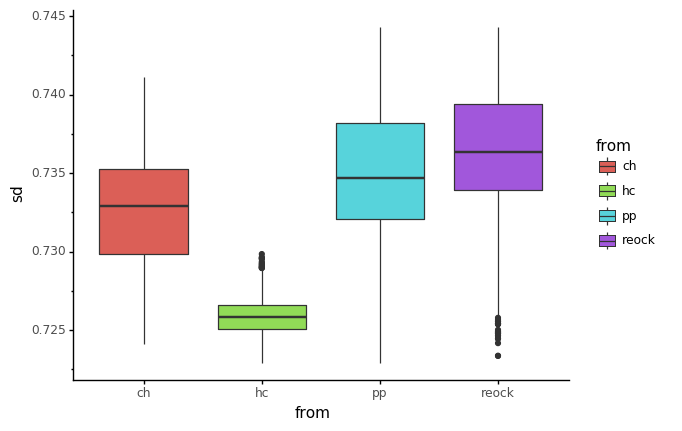 0.745
0.740
0.735
0.730
0.725
sd
ch
hc
pp
reock
from
from
ch
hc
pp
reock